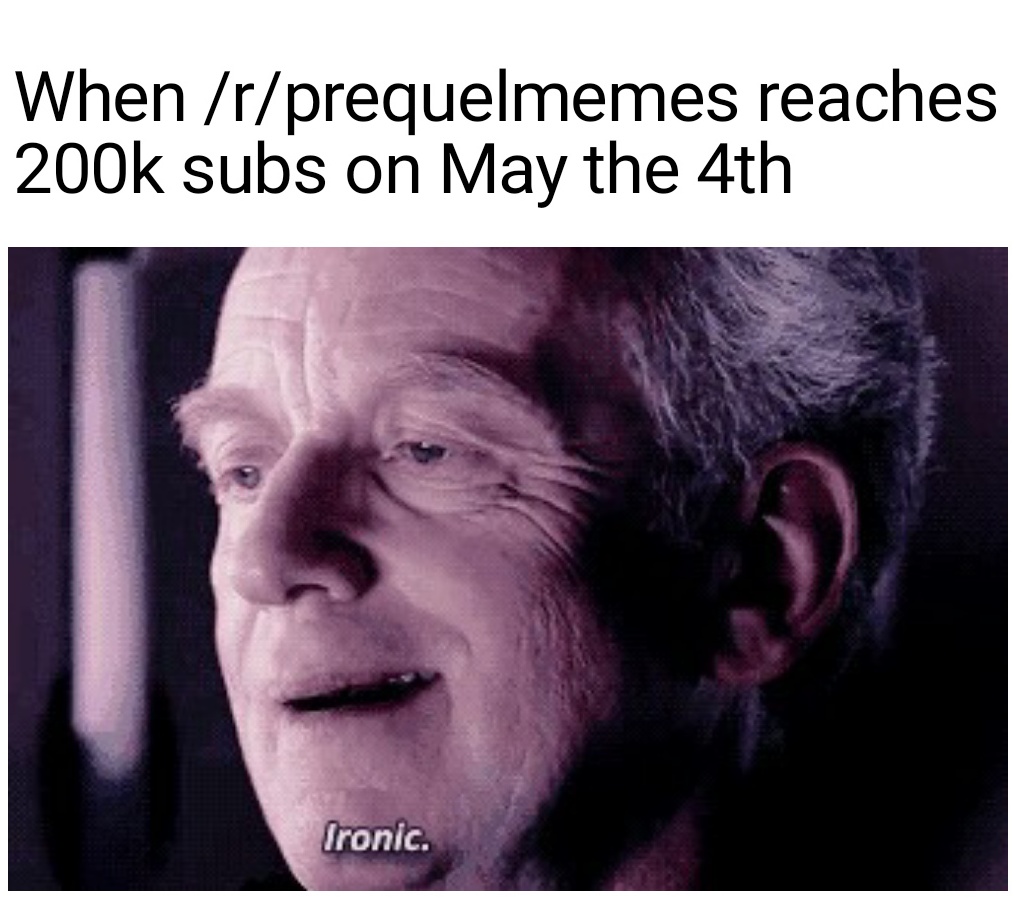 When /r/prequelmemes reaches
200k subs on May the 4th
Ironic.